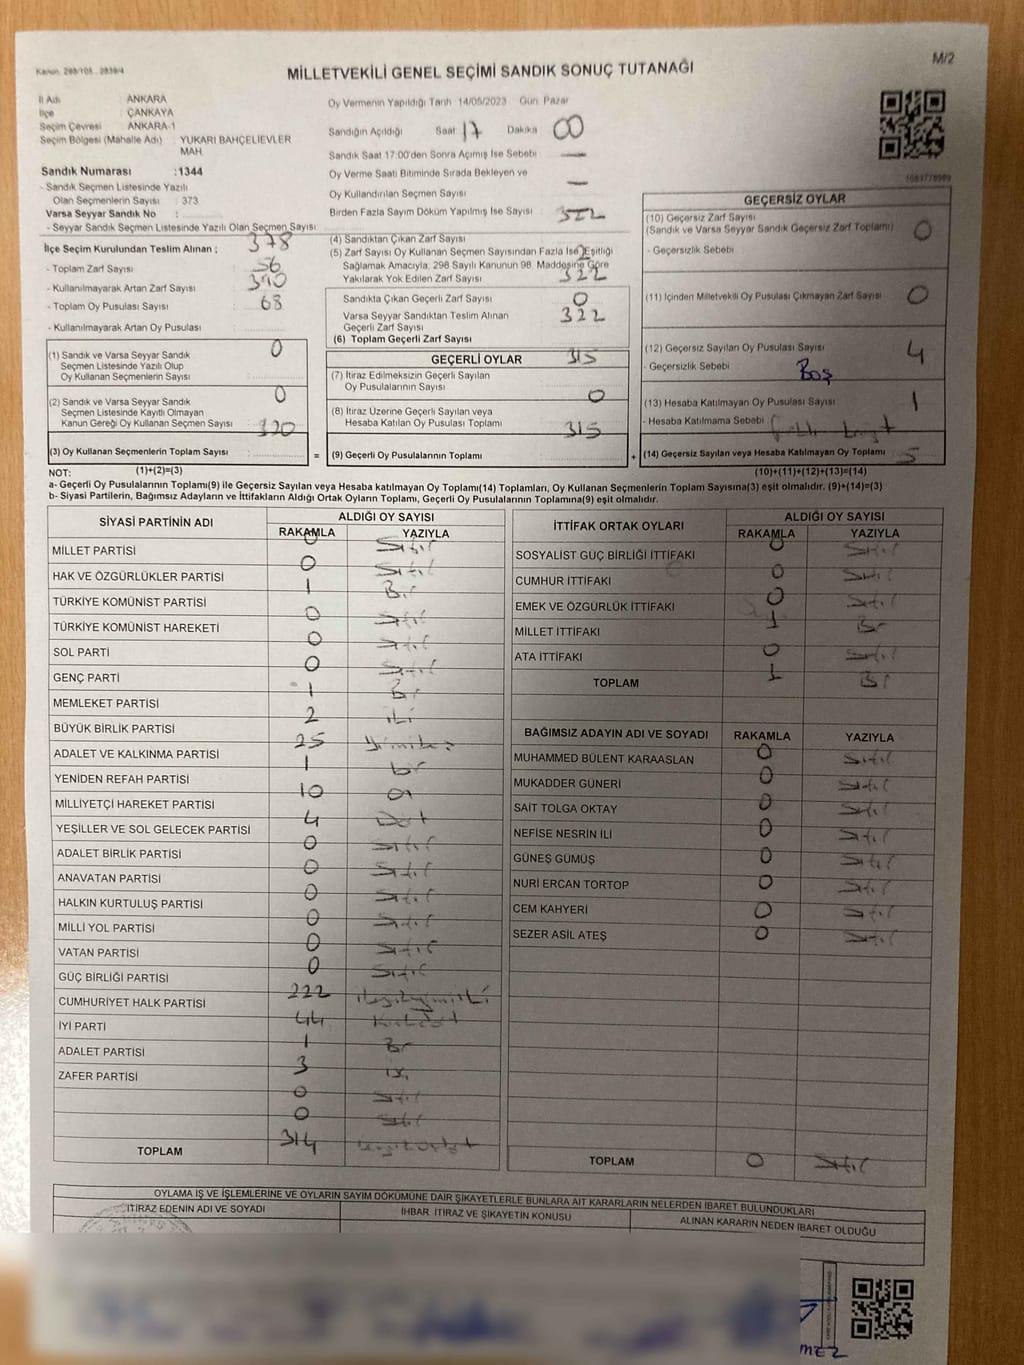 Kanun: 298/105 . 2839/4
M/2
MİLLETVEKİLİ GENEL SEÇİMİ SANDIK SONUÇ TUTANAĞI
İl Adı ANKARA
İlçe ÇANKAYA
Seçim Çevresi ANKARA-1
Seçim Bölgesi (Mahalle Adı) : YUKARI BAHÇELİEVLER MAH.
Sandık Numarası :1344
- Sandık Seçmen Listesinde Yazılı
Olan Seçmenlerin Sayısı : 373
Varsa Seyyar Sandık No :
- Seyyar Sandık Seçmen Listesinde Yazılı Olan Seçmen Sayısı
Oy Vermenin Yapıldığı Tarih 14/05/2023 Gün Pazar
Sandığın Açıldığı Saat 17 Dakika 00
Sandık Saat 17:00'den Sonra Açımış İse Sebebi —
Oy Verme Saati Bitiminde Sırada Bekleyen ve
Oy Kullandırılan Seçmen Sayısı —
Birden Fazla Sayım Döküm Yapılmış İse Sayısı
322
İlçe Seçim Kurulundan Teslim Alınan ; 378
- Toplam Zarf Sayısı : 56
- Kullanılmayarak Artan Zarf Sayısı : 390
- Toplam Oy Pusulası Sayısı : 68
- Kullanılmayarak Artan Oy Pusulası :
(4) Sandıktan Çıkan Zarf Sayısı
(5) Zarf Sayısı Oy Kullanan Seçmen Sayısından Fazla İse Eşitliği
Sağlamak Amacıyla; 298 Sayılı Kanunun 98. Maddesine Göre
Yakılarak Yok Edilen Zarf Sayısı 322
Sandıkta Çıkan Geçerli Zarf Sayısı 0
Varsa Seyyar Sandıktan Teslim Alınan
Geçerli Zarf Sayısı 322
(6) Toplam Geçerli Zarf Sayısı
GEÇERSİZ OYLAR
(10) Geçersiz Zarf Sayısı
(Sandık ve Varsa Seyyar Sandık Geçersiz Zarf Toplamı) 0
- Geçersizlik Sebebi
(11) İçinden Milletvekili Oy Pusulası Çıkmayan Zarf Sayısı 0
(12) Geçersiz Sayılan Oy Pusulası Sayısı 4
- Geçersizlik Sebebi Boş
(13) Hesaba Katılmayan Oy Pusulası Sayısı 1
- Hesaba Katılmama Sebebi
(14) Geçersiz Sayılan veya Hesaba Katılmayan Oy Toplamı 5
(1) Sandık ve Varsa Seyyar Sandık 0
Seçmen Listesinde Yazılı Olup
Oy Kullanan Seçmenlerin Sayısı
(2) Sandık ve Varsa Seyyar Sandık 0
Seçmen Listesinde Kayıtlı Olmayan
Kanun Gereği Oy Kullanan Seçmen Sayısı 320
(3) Oy Kullanan Seçmenlerin Toplam Sayısı =
GEÇERLİ OYLAR 315
(7) İtiraz Edilmeksizin Geçerli Sayılan
Oy Pusulalarının Sayısı 0
(8) İtiraz Üzerine Geçerli Sayılan veya
Hesaba Katılan Oy Pusulası Toplamı 315
(9) Geçerli Oy Pusulalarının Toplamı +
NOT: (1)+(2)=(3) (10)+(11)+(12)+(13)=(14)
a- Geçerli Oy Pusulalarının Toplamı(9) ile Geçersiz Sayılan veya Hesaba katılmayan Oy Toplamı(14) Toplamları, Oy Kullanan Seçmenlerin Toplam Sayısına(3) eşit olmalıdır. (9)+(14)=(3)
b- Siyasi Partilerin, Bağımsız Adayların ve İttifakların Aldığı Ortak Oyların Toplamı, Geçerli Oy Pusulalarının Toplamına(9) eşit olmalıdır.
SİYASİ PARTİNİN ADI ALDIĞI OY SAYISI
RAKAMLA YAZIYLA
0 Sıfır
MİLLET PARTİSİ 0 Sıfır
HAK VE ÖZGÜRLÜKLER PARTİSİ 1 Bir
TÜRKİYE KOMÜNİST PARTİSİ 0 Sıfır
TÜRKİYE KOMÜNİST HAREKETİ 0 Sıfır
SOL PARTİ 0 Sıfır
GENÇ PARTİ 1 Bir
MEMLEKET PARTİSİ 2 iki
BÜYÜK BİRLİK PARTİSİ 25
ADALET VE KALKINMA PARTİSİ 1 bir
YENİDEN REFAH PARTİSİ 10 On
MİLLİYETÇİ HAREKET PARTİSİ 4 Dört
YEŞİLLER VE SOL GELECEK PARTİSİ 0 Sıfır
ADALET BİRLİK PARTİSİ 0 Sıfır
ANAVATAN PARTİSİ 0 Sıfır
HALKIN KURTULUŞ PARTİSİ 0 Sıfır
MİLLİ YOL PARTİSİ 0 Sıfır
VATAN PARTİSİ 0 Sıfır
GÜÇ BİRLİĞİ PARTİSİ 222
CUMHURİYET HALK PARTİSİ 44
İYİ PARTİ 1 Bir
ADALET PARTİSİ 3 Üç
ZAFER PARTİSİ 0 Sıfır
0 Sıfır
TOPLAM 314
İTTİFAK ORTAK OYLARI ALDIĞI OY SAYISI
RAKAMLA YAZIYLA
0 Sıfır
SOSYALİST GÜÇ BİRLİĞİ İTTİFAKI 0 Sıfır
CUMHUR İTTİFAKI 0 Sıfır
EMEK VE ÖZGÜRLÜK İTTİFAKI 1 Bir
MİLLET İTTİFAKI 0 Sıfır
ATA İTTİFAKI 1 Bir
TOPLAM
BAĞIMSIZ ADAYIN ADI VE SOYADI RAKAMLA YAZIYLA
MUHAMMED BÜLENT KARAASLAN 0 Sıfır
MUKADDER GÜNERİ 0 Sıfır
SAİT TOLGA OKTAY 0 Sıfır
NEFİSE NESRİN İLİ 0 Sıfır
GÜNEŞ GÜMÜŞ 0 Sıfır
NURİ ERCAN TORTOP 0 Sıfır
CEM KAHYERİ 0 Sıfır
SEZER ASİL ATEŞ 0 Sıfır
TOPLAM 0 Sıfır
OYLAMA İŞ VE İŞLEMLERİNE VE OYLARIN SAYIM DÖKÜMÜNE DAİR ŞİKAYETLERLE BUNLARA AİT KARARLARIN NELERDEN İBARET BULUNDUKLARI
İTİRAZ EDENİN ADI VE SOYADI İHBAR İTİRAZ VE ŞİKAYETİN KONUSU ALINAN KARARIN NEDEN İBARET OLDUĞU